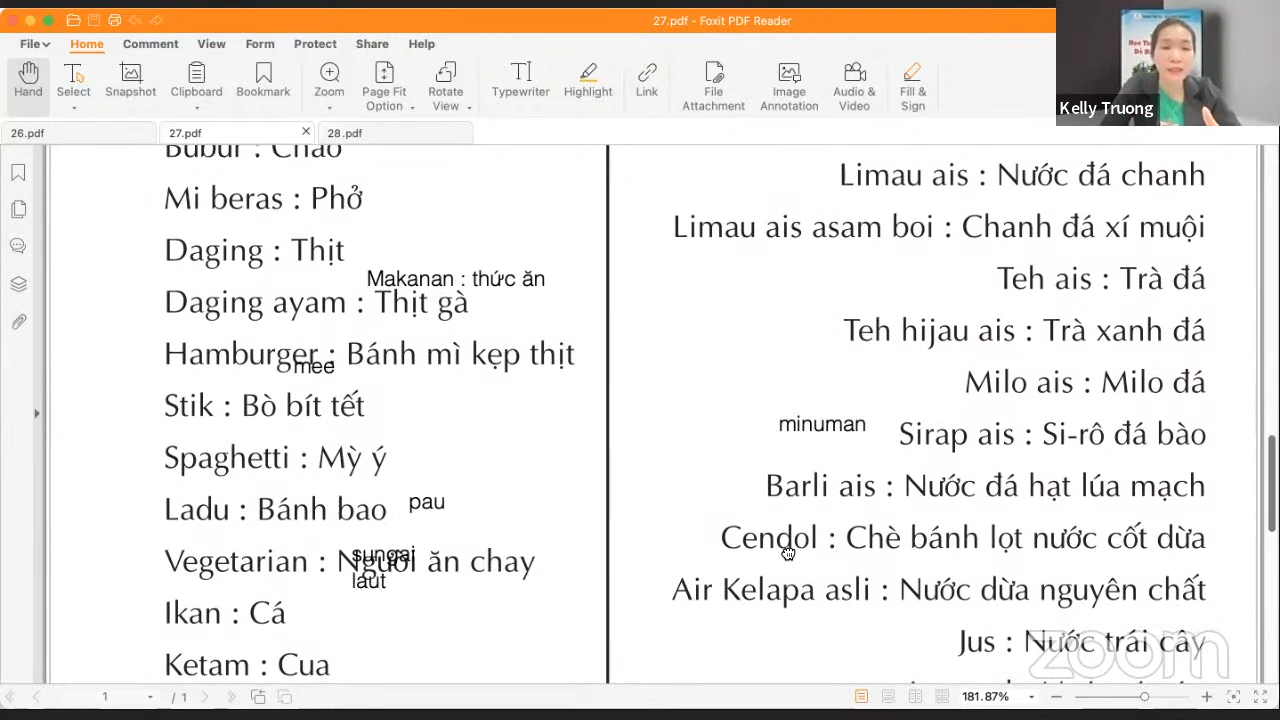 27.pdf - Foxit PDF Reader
File Home Comment View Form Protect Share Help
Hand Select Snapshot Clipboard Bookmark Zoom Page Fit Option Rotate View Typewriter Highlight Link File Attachment Image Annotation Audio & Video Fill & Sign
Kelly Truong
26.pdf 27.pdf 28.pdf
Bubur : Cháo
Mi beras : Phở
Daging : Thịt
Makanan : thức ăn
Daging ayam : Thịt gà
Hamburger : Bánh mì kẹp thịt
mee
Stik : Bò bít tết
Spaghetti : Mỳ ý
Ladu : Bánh bao
pau
Vegetarian : Người ăn chay
sungai
laut
Ikan : Cá
Ketam : Cua
Limau ais : Nước đá chanh
Limau ais asam boi : Chanh đá xí muội
Teh ais : Trà đá
Teh hijau ais : Trà xanh đá
Milo ais : Milo đá
minuman
Sirap ais : Si-rô đá bào
Barli ais : Nước đá hạt lúa mạch
Cendol : Chè bánh lọt nước cốt dừa
Air Kelapa asli : Nước dừa nguyên chất
Jus : Nước trái cây
zoom
1 / 1
181.87%